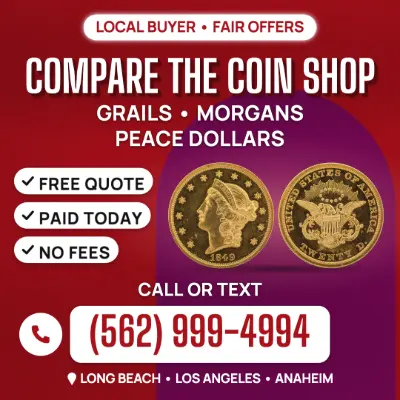 LOCAL BUYER • FAIR OFFERS
COMPARE THE COIN SHOP
GRAILS • MORGANS
PEACE DOLLARS
FREE QUOTE
PAID TODAY
NO FEES
1849
UNITED STATES OF AMERICA
TWENTY D.
CALL OR TEXT
(562) 999-4994
LONG BEACH • LOS ANGELES • ANAHEIM